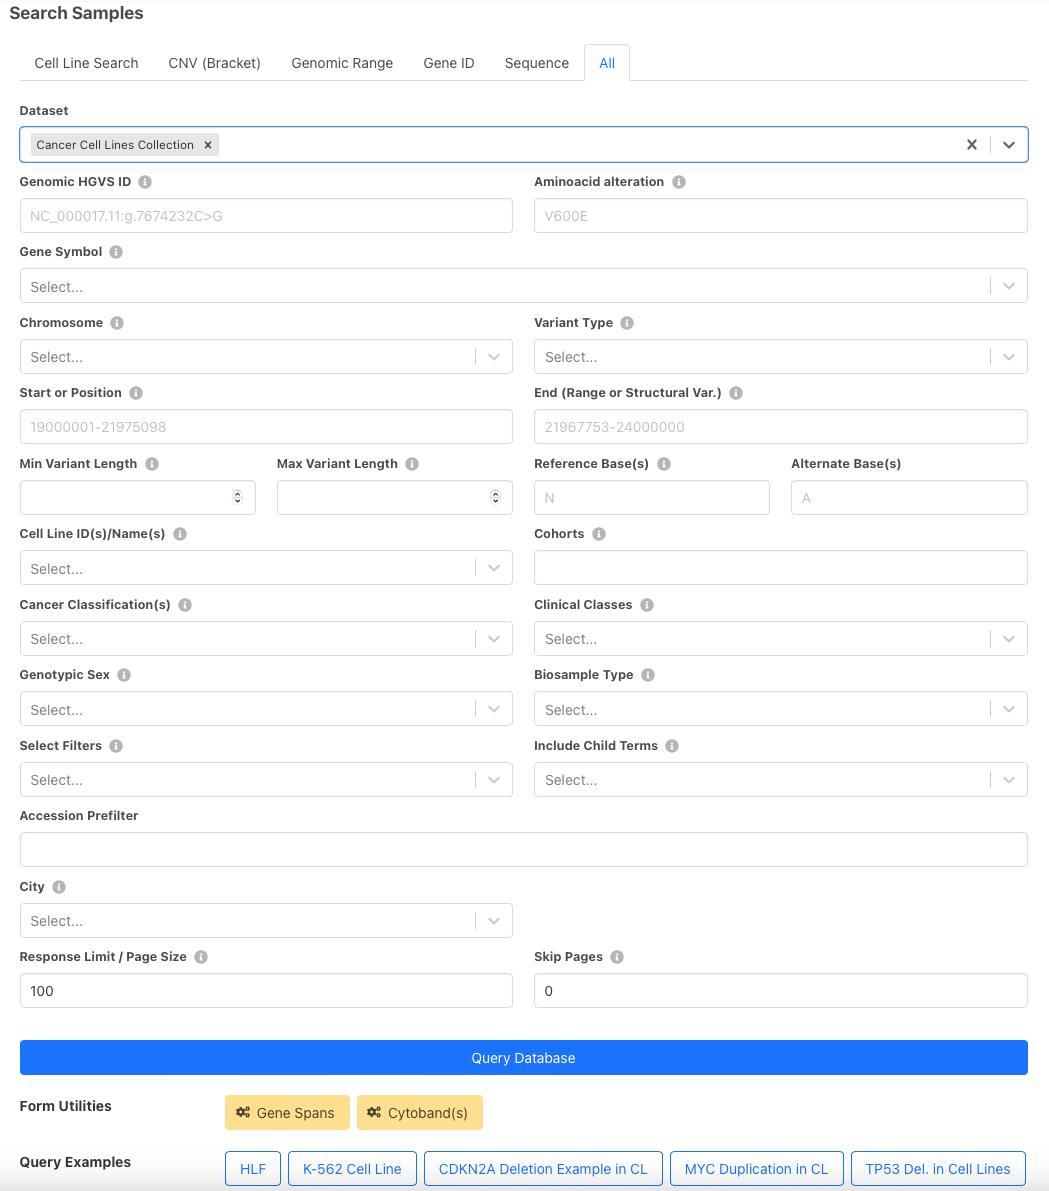 Search Samples
Cell Line Search CNV (Bracket) Genomic Range Gene ID Sequence All
Dataset
Cancer Cell Lines Collection
Genomic HGVS ID Aminoacid alteration
NC_000017.11:g.7674232C>G V600E
Gene Symbol
Select...
Chromosome Variant Type
Select... Select...
Start or Position End (Range or Structural Var.)
19000001-21975098 21967753-24000000
Min Variant Length Max Variant Length Reference Base(s) Alternate Base(s)
N A
Cell Line ID(s)/Name(s) Cohorts
Select...
Cancer Classification(s) Clinical Classes
Select... Select...
Genotypic Sex Biosample Type
Select... Select...
Select Filters Include Child Terms
Select... Select...
Accession Prefilter
City
Select...
Response Limit / Page Size Skip Pages
100 0
Query Database
Form Utilities Gene Spans Cytoband(s)
Query Examples HLF K-562 Cell Line CDKN2A Deletion Example in CL MYC Duplication in CL TP53 Del. in Cell Lines